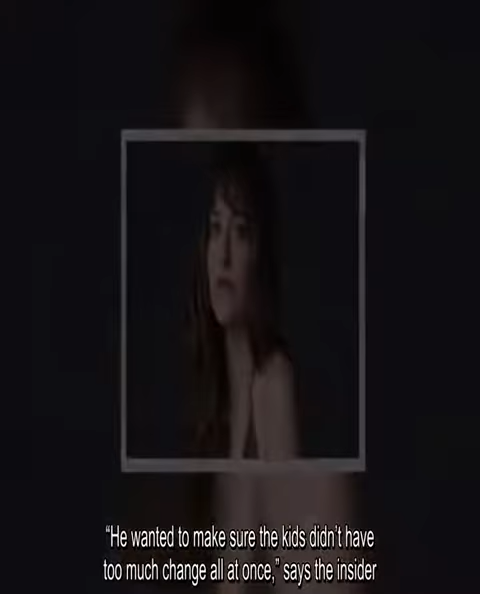 “He wanted to make sure the kids didn’t have
too much change all at once,” says the insider